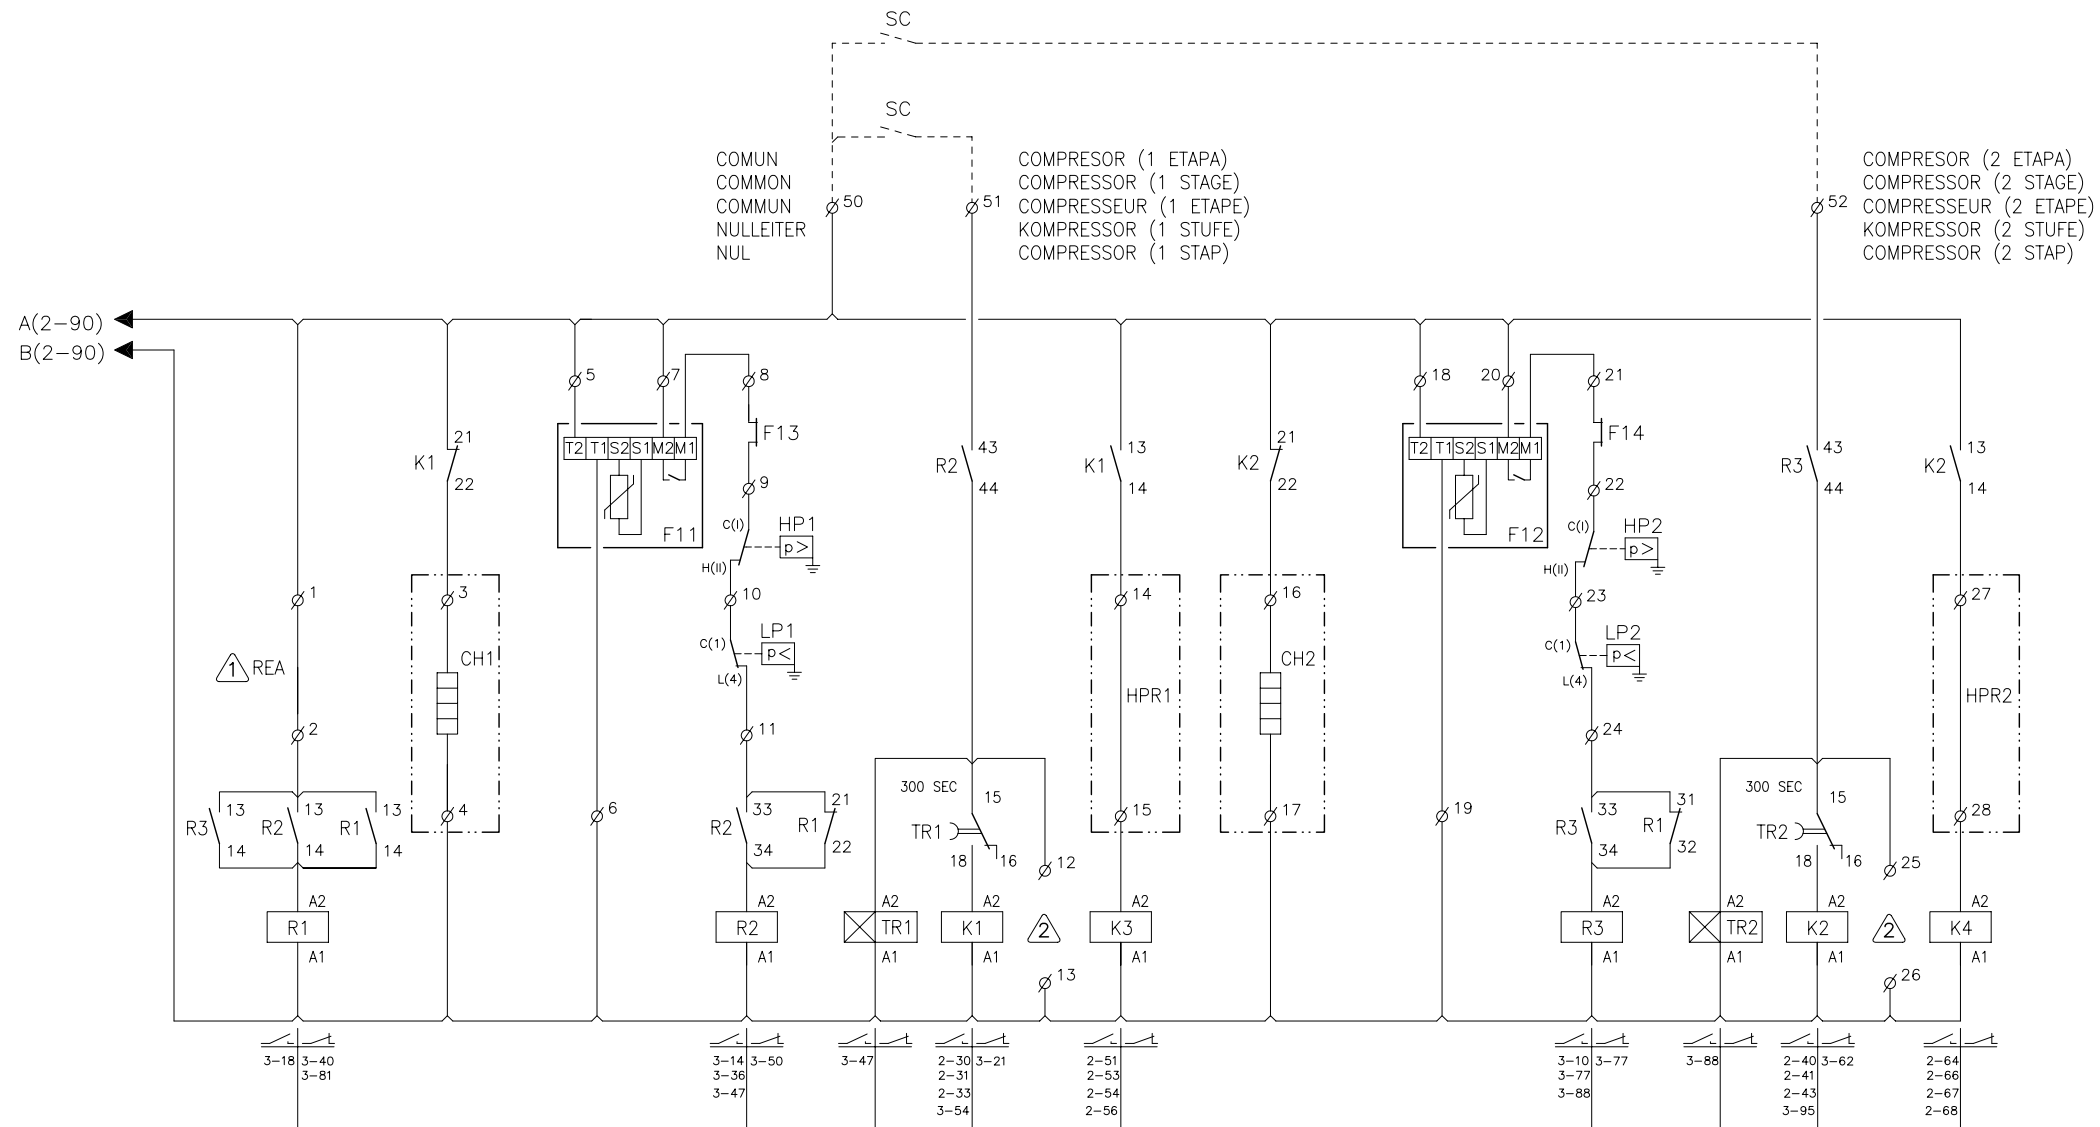 SC
SC
COMUN
COMMON
COMMUN
NULLEITER
NUL
50
51
COMPRESOR (1 ETAPA)
COMPRESSOR (1 STAGE)
COMPRESSEUR (1 ETAPE)
KOMPRESSOR (1 STUFE)
COMPRESSOR (1 STAP)
52
COMPRESOR (2 ETAPA)
COMPRESSOR (2 STAGE)
COMPRESSEUR (2 ETAPE)
KOMPRESSOR (2 STUFE)
COMPRESSOR (2 STAP)
A(2-90)
B(2-90)
5 7 8 18 20 21
21 F13 43 13 21 F14 43 13
T2 T1 S2 S1 M2 M1
T2 T1 S2 S1 M2 M1
K1 R2 K1 K2 R3 K2
22 9 44 14 22 22 44 14
F11 C(I) HP1 F12 C(I) HP2
p> p>
H(II) H(II)
1 3 10 14 16 23 27
C(1) LP1 C(1) LP2
p< p<
1 REA CH1 L(4) CH2 L(4)
HPR1 HPR2
2 11 24
300 SEC 15 300 SEC 15
13 13 13 4 6 33 21 15 17 19 33 31 28
R3 R2 R1 R2 R1 TR1 R3 R1 TR2
14 14 14 34 22 18 16 12 34 32 18 16 25
A2 A2 A2 A2 A2 A2 A2 A2 A2
R1 R2 TR1 K1 2 K3 R3 TR2 K2 2 K4
A1 A1 A1 A1 A1 A1 A1 A1 A1
13 26
3-18 3-40 3-14 3-50 3-47 2-30 3-21 2-51 3-10 3-77 3-88 2-40 3-62 2-64
3-81 3-36 2-31 2-53 3-77 2-41 2-66
3-47 2-33 2-54 3-88 2-43 2-67
3-54 2-56 3-95 2-68